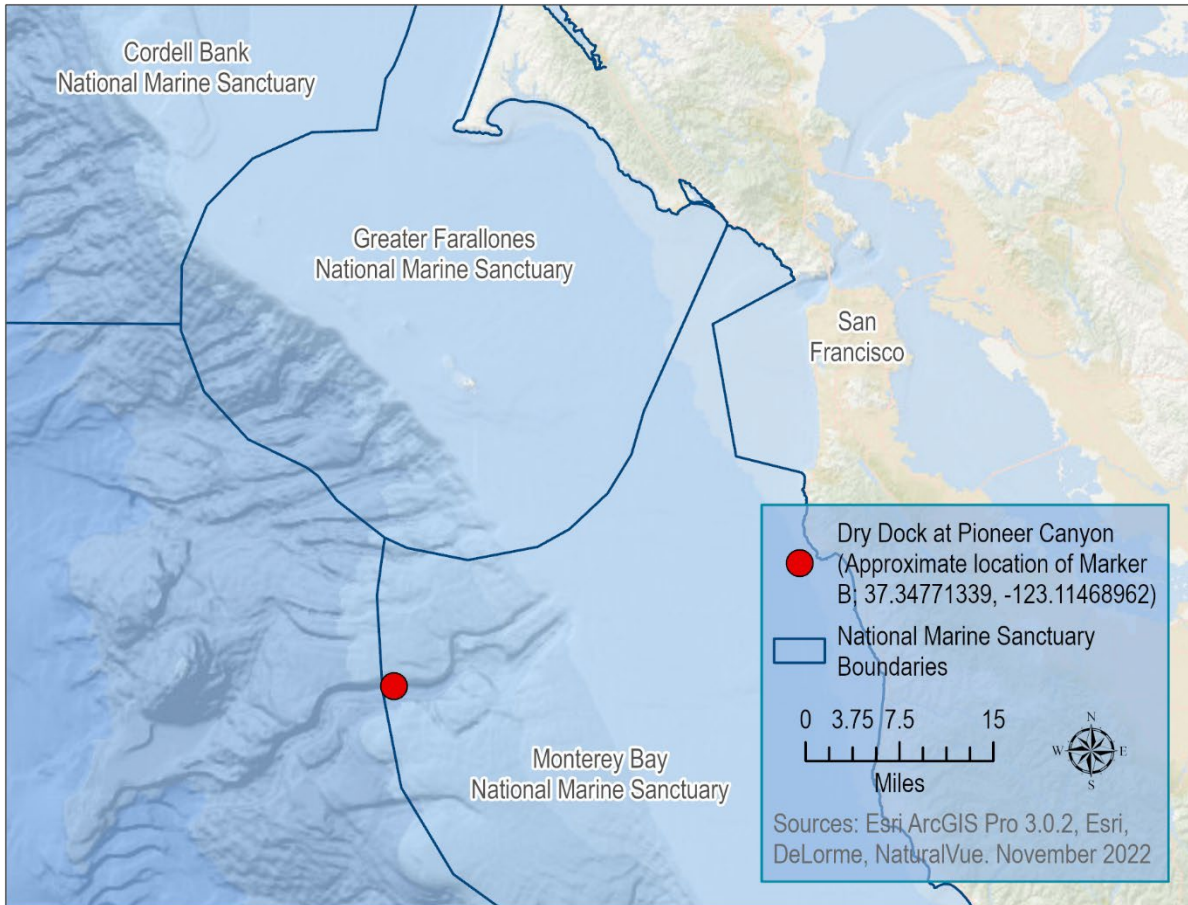 Cordell Bank
National Marine Sanctuary
Greater Farallones
National Marine Sanctuary
San
Francisco
Monterey Bay
National Marine Sanctuary
Dry Dock at Pioneer Canyon
(Approximate location of Marker
B; 37.34771339, -123.11468962)
National Marine Sanctuary
Boundaries
0 3.75 7.5 15
Miles
N
W E
S
Sources: Esri ArcGIS Pro 3.0.2, Esri,
DeLorme, NaturalVue. November 2022